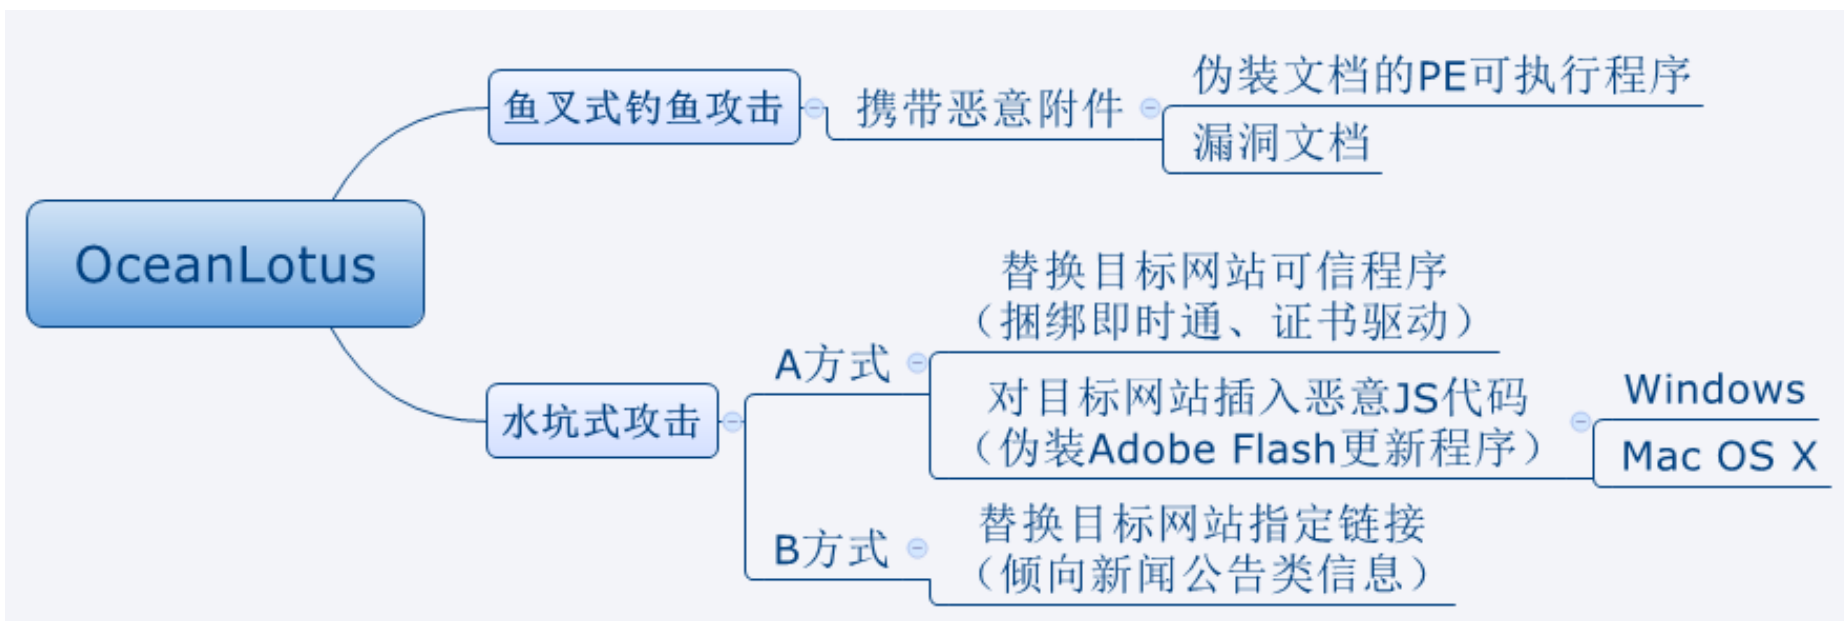 OceanLotus
鱼叉式钓鱼攻击
携带恶意附件
伪装文档的PE可执行程序
漏洞文档
水坑式攻击
A方式
替换目标网站可信程序
（捆绑即时通、证书驱动）
对目标网站插入恶意JS代码
（伪装Adobe Flash更新程序）
Windows
Mac OS X
B方式
替换目标网站指定链接
（倾向新闻公告类信息）